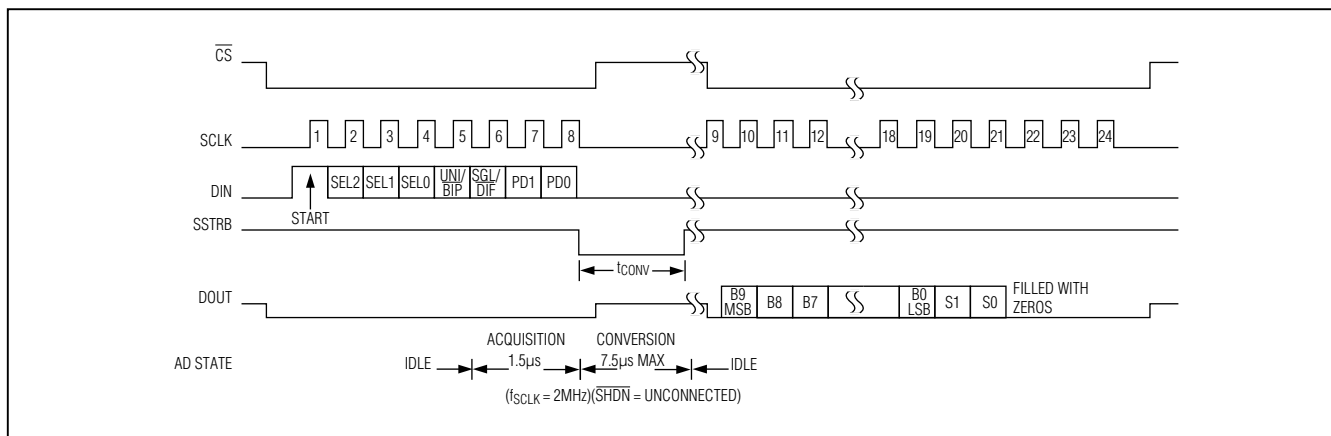 CS
SCLK 1 2 3 4 5 6 7 8 9 10 11 12 18 19 20 21 22 23 24
DIN SEL2 SEL1 SEL0 UNI/BIP SGL/DIF PD1 PD0
START
SSTRB
tCONV
DOUT B9 MSB B8 B7 B0 LSB S1 S0 FILLED WITH ZEROS
ACQUISITION CONVERSION
AD STATE IDLE 1.5µs 7.5µs MAX IDLE
(fSCLK = 2MHz)(SHDN = UNCONNECTED)